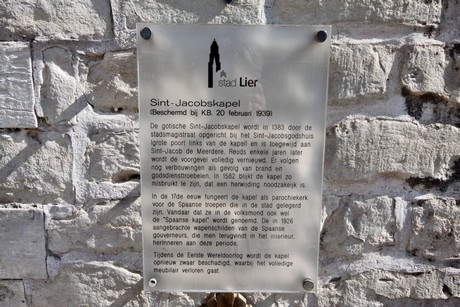 stad Lier
Sint-Jacobskapel
(Beschermd bij K.B. 20 februari 1939)
De gotische Sint-Jacobskapel wordt in 1383 door de
stadsmagistraat opgericht bij het Sint-Jacobsgodshuis
(grote poort links van de kapel) en is toegewijd aan
Sint-Jacob de Meerdere. Reeds enkele jaren later
wordt de voorgevel volledig vernieuwd. Er volgen
nog verbouwingen als gevolg van brand en
godsdienstrebelieën. In 1582 blijkt de kapel zo
misbruikt te zijn, dat een herwijding noodzakelijk is.
In de 17de eeuw fungeert de kapel als parochiekerk
voor de Spaanse troepen die in de stad gelegerd
zijn. Vandaar dat ze in de volksmond ook wel
de "Spaanse kapel" wordt genoemd. De in 1926
aangebrachte wapenschilden van de Spaanse
gouverneurs, die men terugvindt in het interieur,
herinneren aan deze periode.
Tijdens de Eerste Wereldoorlog wordt de kapel
opnieuw zwaar beschadigd, waarbij het volledige
meubilair verloren gaat.